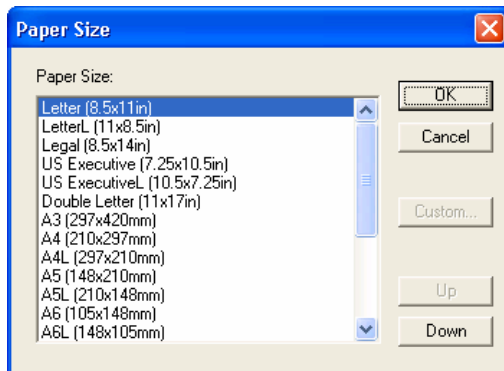 Paper Size
Paper Size:
Letter (8.5x11in)
LetterL (11x8.5in)
Legal (8.5x14in)
US Executive (7.25x10.5in)
US ExecutiveL (10.5x7.25in)
Double Letter (11x17in)
A3 (297x420mm)
A4 (210x297mm)
A4L (297x210mm)
A5 (148x210mm)
A5L (210x148mm)
A6 (105x148mm)
A6L (148x105mm)
OK
Cancel
Custom...
Up
Down